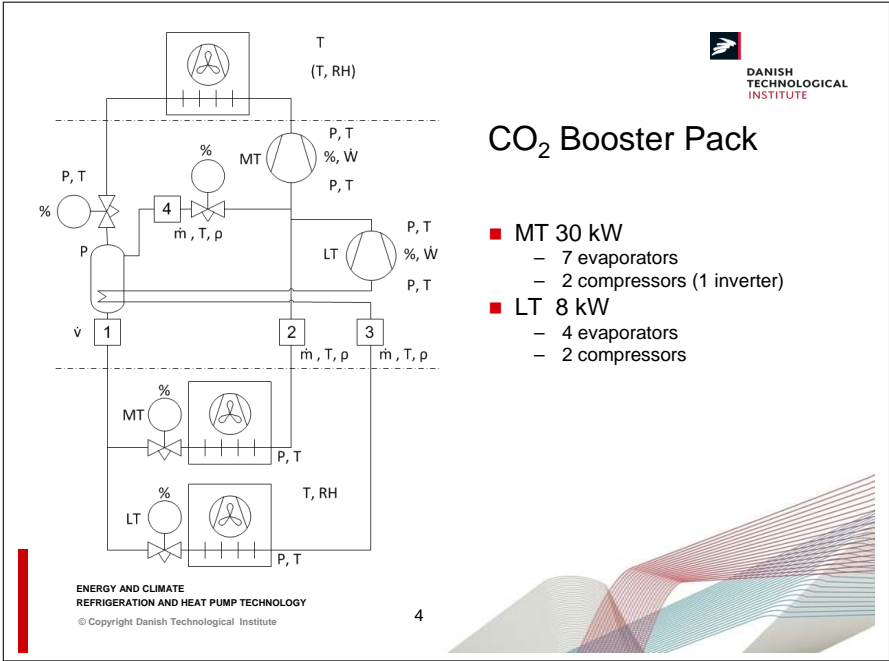 T
(T, RH)
DANISH
TECHNOLOGICAL
INSTITUTE
CO₂ Booster Pack
P, T
MT
%, Ẇ
P, T
%
P, T
%
4
ṁ , T, ρ
P
P, T
LT
%, Ẇ
P, T
v̇
1
2
3
ṁ , T, ρ
ṁ , T, ρ
■ MT 30 kW
– 7 evaporators
– 2 compressors (1 inverter)
■ LT 8 kW
– 4 evaporators
– 2 compressors
%
MT
P, T
%
T, RH
LT
P, T
ENERGY AND CLIMATE
REFRIGERATION AND HEAT PUMP TECHNOLOGY
© Copyright Danish Technological Institute
4